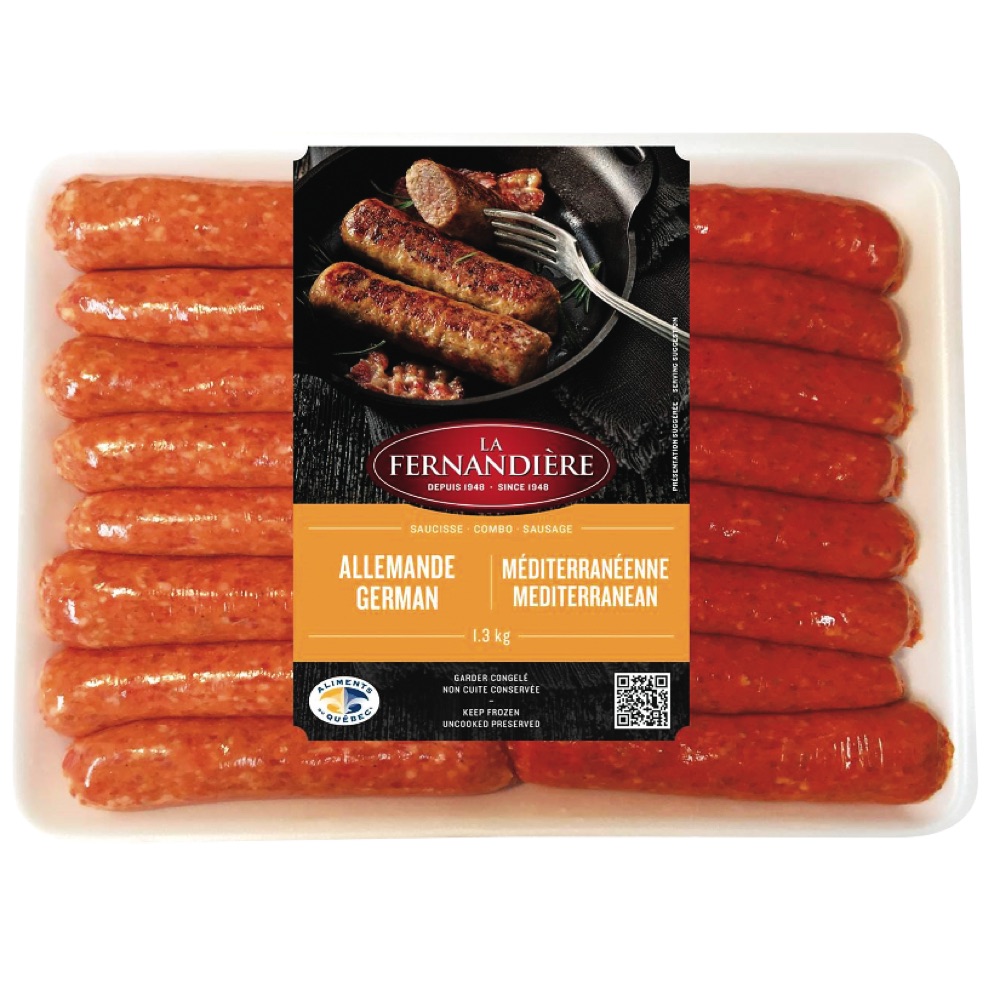 LA
FERNANDIÈRE
DEPUIS 1948 · SINCE 1948
PRÉSENTATION SUGGÉRÉE : SERVING SUGGESTION
SAUCISSE · COMBO · SAUSAGE
ALLEMANDE
GERMAN
MÉDITERRANÉENNE
MEDITERRANEAN
1.3 kg
ALIMENTS
DU QUÉBEC
GARDER CONGELÉ
NON CUITE CONSERVÉE
–
KEEP FROZEN
UNCOOKED PRESERVED